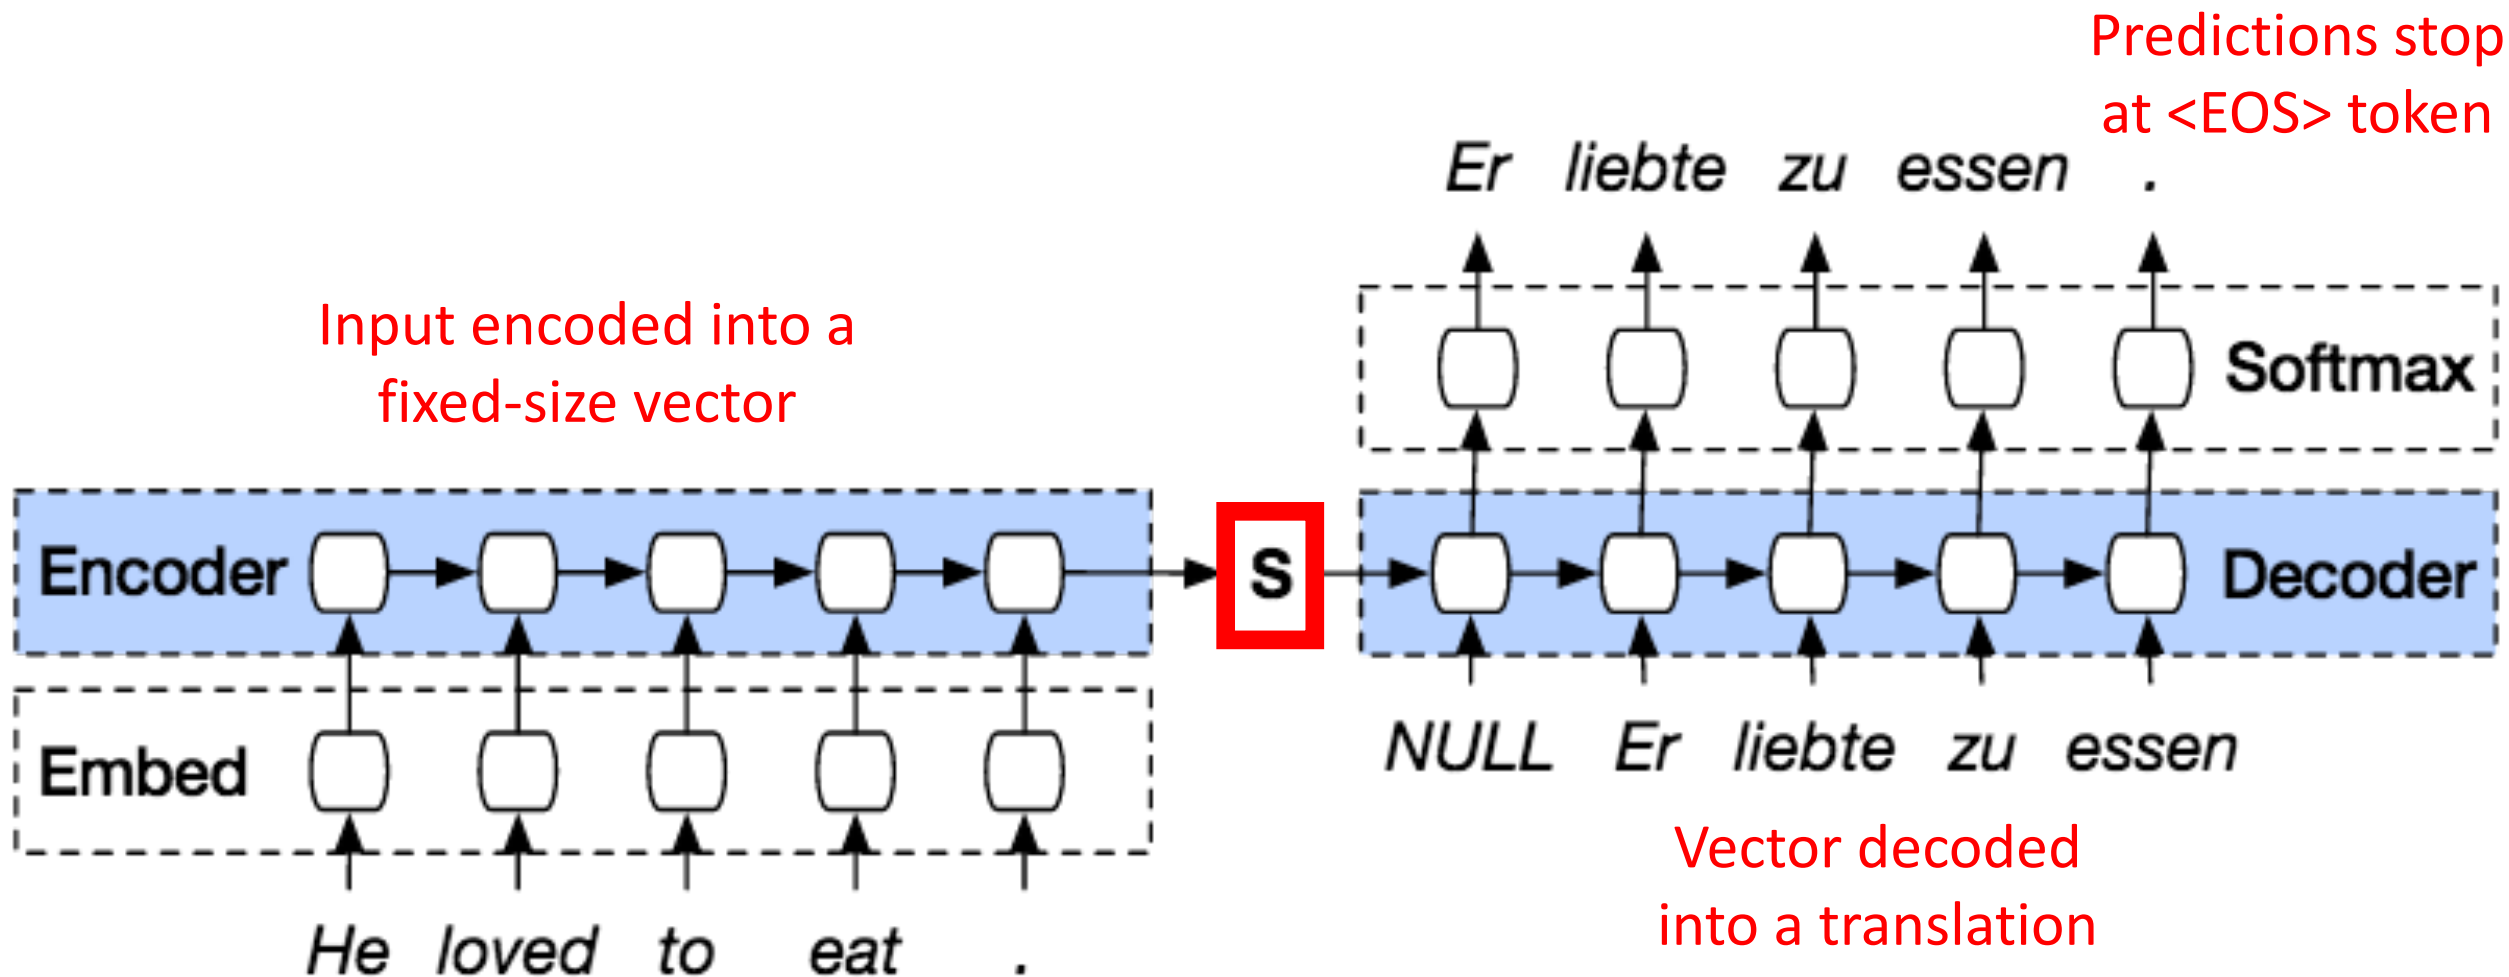 Predictions stop
at <EOS> token
Er liebte zu essen .
Input encoded into a
fixed-size vector
Softmax
Encoder
S
Decoder
Embed
NULL Er liebte zu essen
Vector decoded
into a translation
He loved to eat .